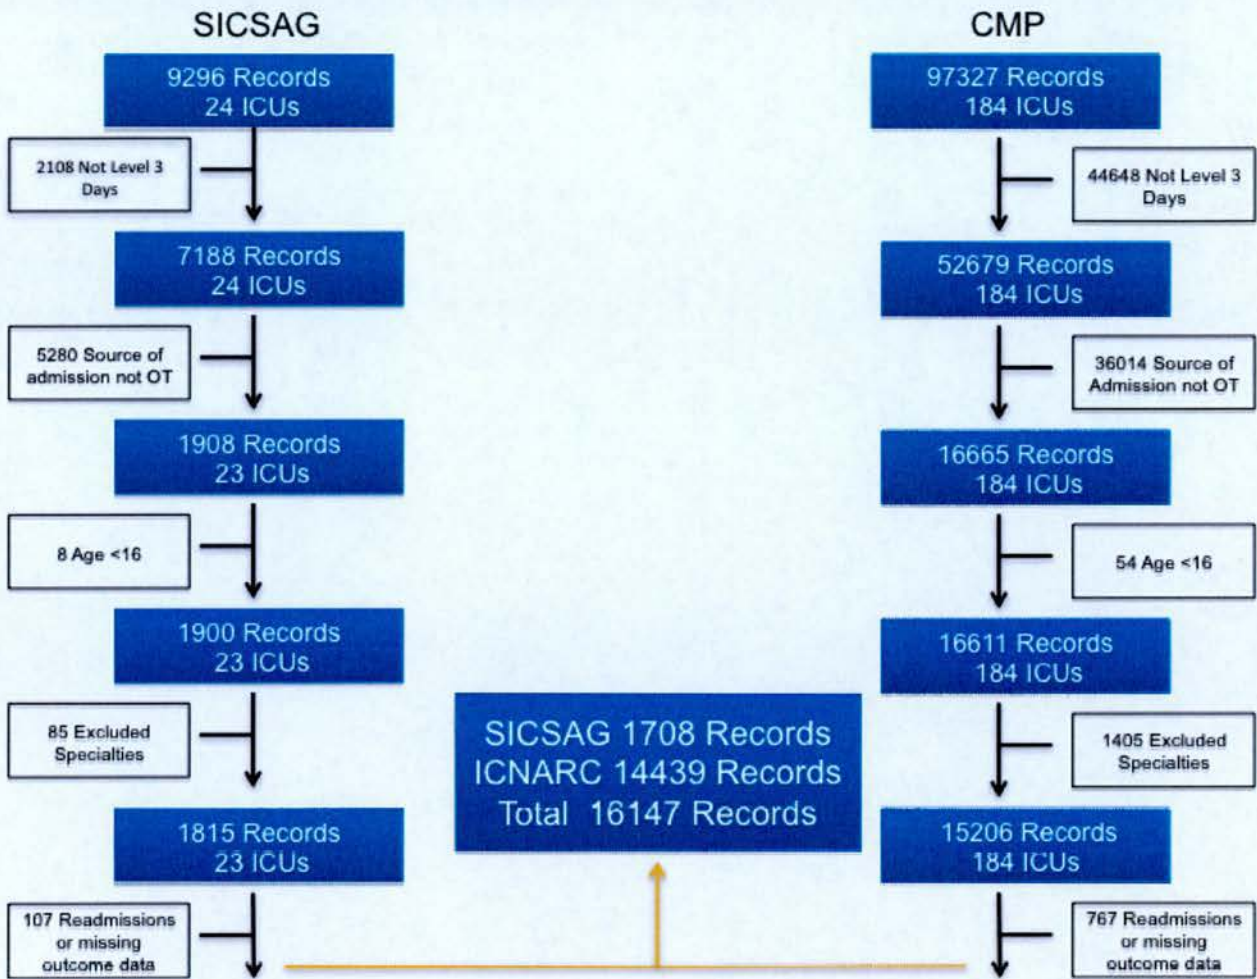 SICSAG
9296 Records
24 ICUs
2108 Not Level 3
Days
7188 Records
24 ICUs
5280 Source of
admission not OT
1908 Records
23 ICUs
8 Age <16
1900 Records
23 ICUs
85 Excluded
Specialties
1815 Records
23 ICUs
107 Readmissions
or missing
outcome data
CMP
97327 Records
184 ICUs
44648 Not Level 3
Days
52679 Records
184 ICUs
36014 Source of
Admission not OT
16665 Records
184 ICUs
54 Age <16
16611 Records
184 ICUs
1405 Excluded
Specialties
15206 Records
184 ICUs
767 Readmissions
or missing
outcome data
SICSAG 1708 Records
ICNARC 14439 Records
Total 16147 Records